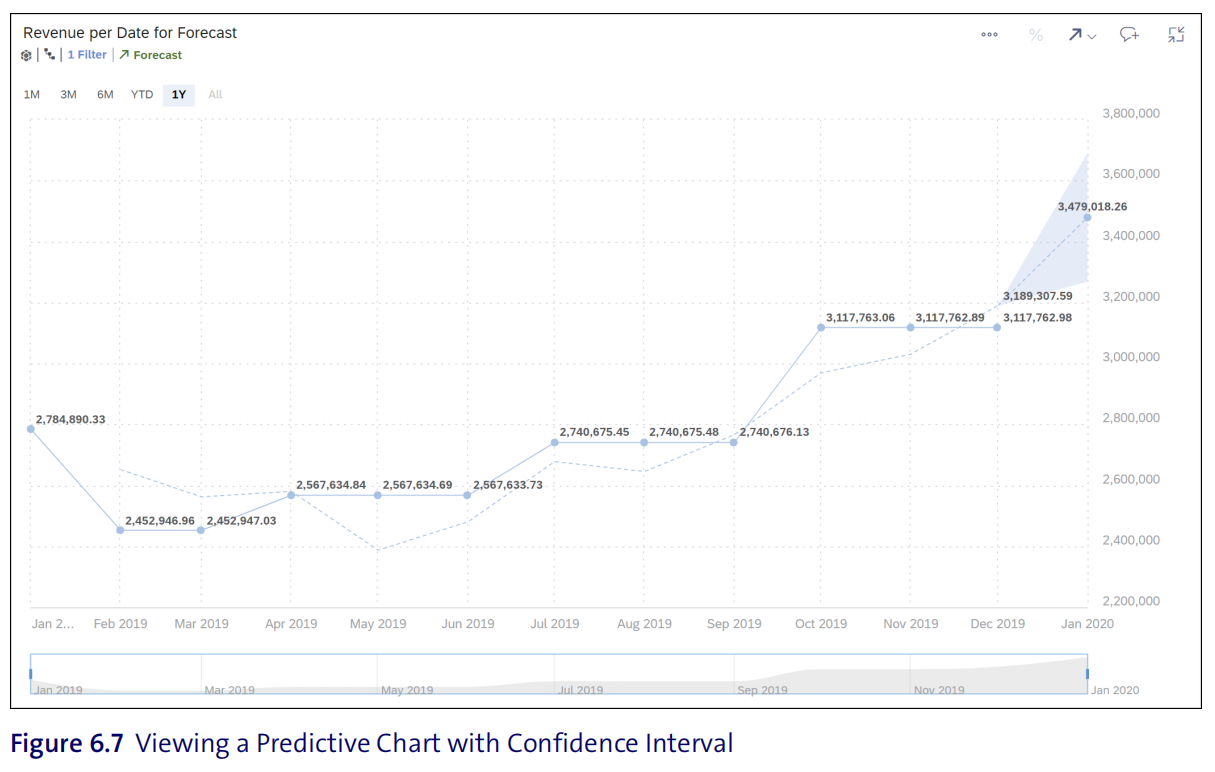 Revenue per Date for Forecast
1 Filter Forecast
1M 3M 6M YTD 1Y All
3,800,000
3,600,000
3,479,018.26
3,400,000
3,189,307.59
3,200,000
3,117,763.06 3,117,762.89 3,117,762.98
3,000,000
2,784,890.33
2,800,000
2,740,675.45 2,740,675.48 2,740,676.13
2,567,634.84 2,567,634.69 2,567,633.73
2,600,000
2,452,946.96 2,452,947.03
2,400,000
2,200,000
Jan 2... Feb 2019 Mar 2019 Apr 2019 May 2019 Jun 2019 Jul 2019 Aug 2019 Sep 2019 Oct 2019 Nov 2019 Dec 2019 Jan 2020
Jan 2019 Mar 2019 May 2019 Jul 2019 Sep 2019 Nov 2019 Jan 2020
Figure 6.7 Viewing a Predictive Chart with Confidence Interval